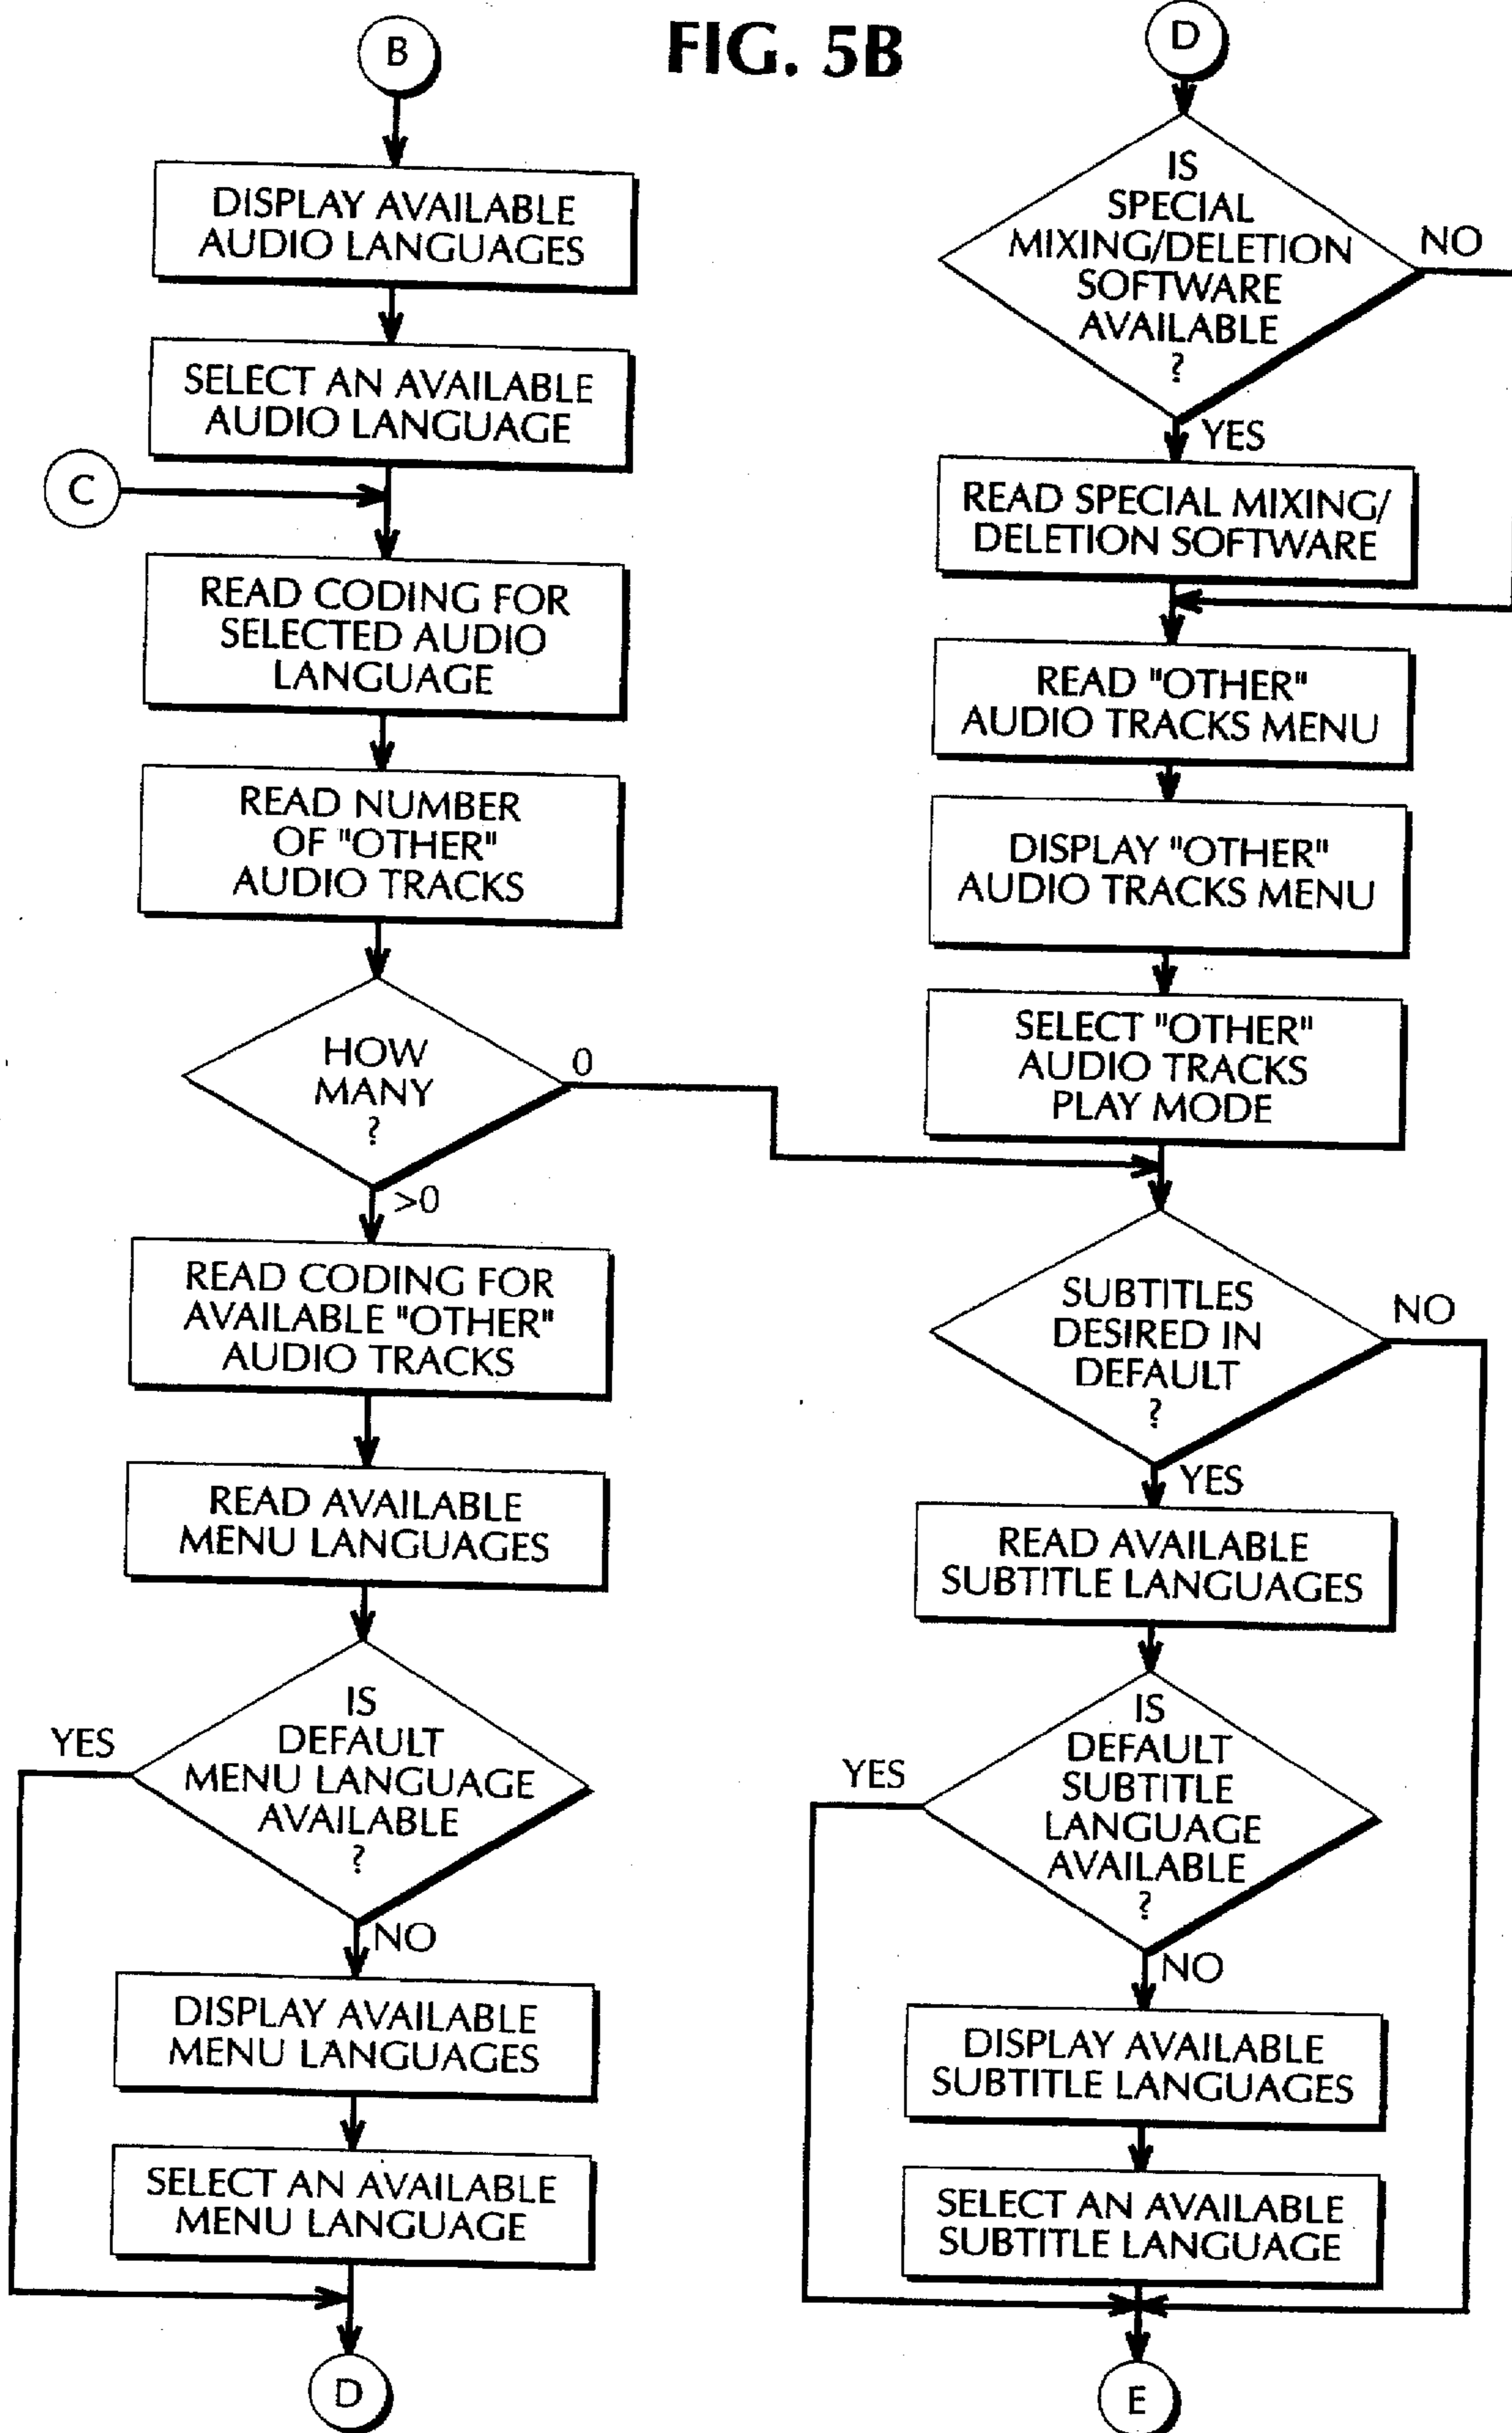 FIG. 5B
B
DISPLAY AVAILABLE
AUDIO LANGUAGES
SELECT AN AVAILABLE
AUDIO LANGUAGE
C
READ CODING FOR
SELECTED AUDIO
LANGUAGE
READ NUMBER
OF "OTHER"
AUDIO TRACKS
HOW
MANY
?
0
>0
READ CODING FOR
AVAILABLE "OTHER"
AUDIO TRACKS
READ AVAILABLE
MENU LANGUAGES
IS
DEFAULT
MENU LANGUAGE
AVAILABLE
?
YES
NO
DISPLAY AVAILABLE
MENU LANGUAGES
SELECT AN AVAILABLE
MENU LANGUAGE
D
D
IS
SPECIAL
MIXING/DELETION
SOFTWARE
AVAILABLE
?
NO
YES
READ SPECIAL MIXING/
DELETION SOFTWARE
READ "OTHER"
AUDIO TRACKS MENU
DISPLAY "OTHER"
AUDIO TRACKS MENU
SELECT "OTHER"
AUDIO TRACKS
PLAY MODE
SUBTITLES
DESIRED IN
DEFAULT
?
NO
YES
READ AVAILABLE
SUBTITLE LANGUAGES
IS
DEFAULT
SUBTITLE
LANGUAGE
AVAILABLE
?
YES
NO
DISPLAY AVAILABLE
SUBTITLE LANGUAGES
SELECT AN AVAILABLE
SUBTITLE LANGUAGE
E